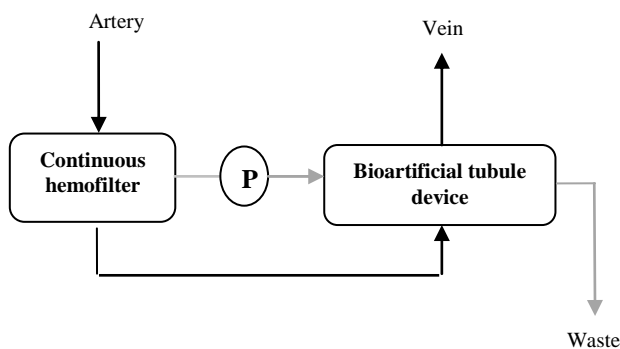 Artery
Vein
Continuous
hemofilter
P
Bioartificial tubule
device
Waste